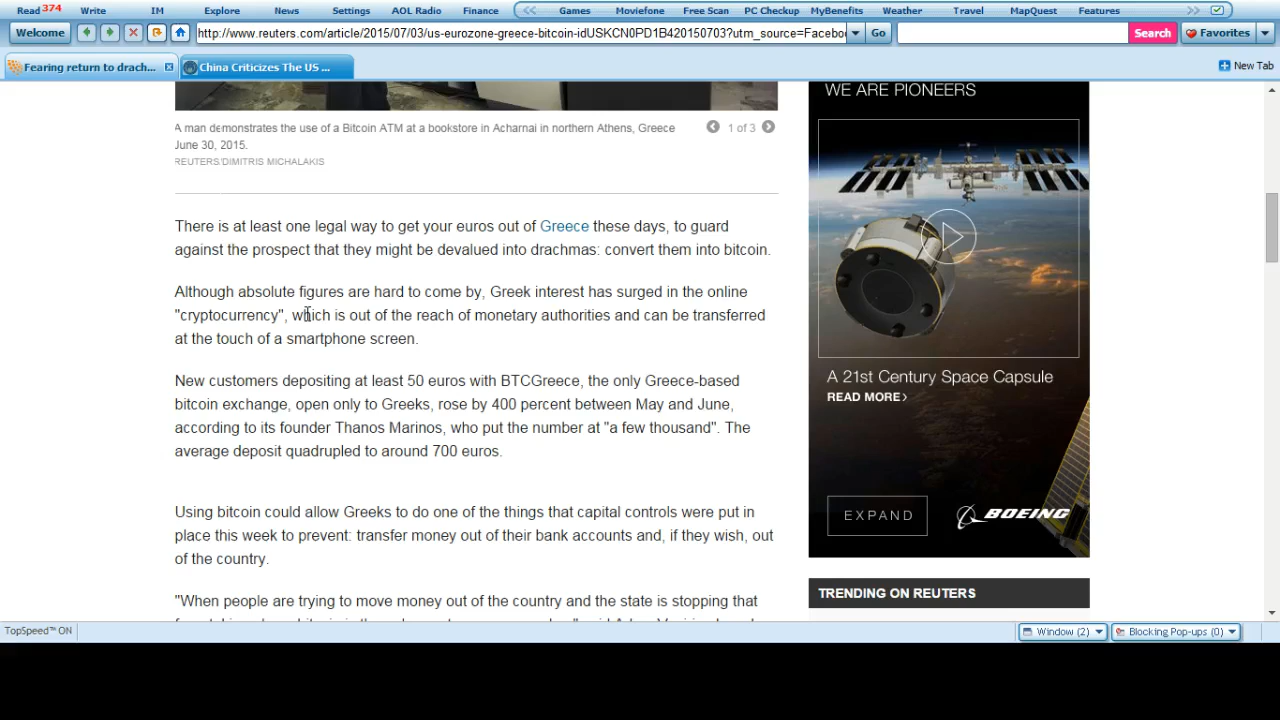 Read 374 Write IM Explore News Settings AOL Radio Finance Games Moviefone Free Scan PC Checkup MyBenefits Weather Travel MapQuest Features
Welcome http://www.reuters.com/article/2015/07/03/us-eurozone-greece-bitcoin-idUSKCN0PD1B420150703?utm_source=Facebo Go Search Favorites
Fearing return to drach... China Criticizes The US ... New Tab
WE ARE PIONEERS
A man demonstrates the use of a Bitcoin ATM at a bookstore in Acharnai in northern Athens, Greece
June 30, 2015.
1 of 3
REUTERS/DIMITRIS MICHALAKIS
There is at least one legal way to get your euros out of Greece these days, to guard
against the prospect that they might be devalued into drachmas: convert them into bitcoin.
Although absolute figures are hard to come by, Greek interest has surged in the online
"cryptocurrency", which is out of the reach of monetary authorities and can be transferred
at the touch of a smartphone screen.
New customers depositing at least 50 euros with BTCGreece, the only Greece-based
bitcoin exchange, open only to Greeks, rose by 400 percent between May and June,
according to its founder Thanos Marinos, who put the number at "a few thousand". The
average deposit quadrupled to around 700 euros.
Using bitcoin could allow Greeks to do one of the things that capital controls were put in
place this week to prevent: transfer money out of their bank accounts and, if they wish, out
of the country.
"When people are trying to move money out of the country and the state is stopping that
A 21st Century Space Capsule
READ MORE
EXPAND
BOEING
TRENDING ON REUTERS
TopSpeed™ ON Window (2) Blocking Pop-ups (0)